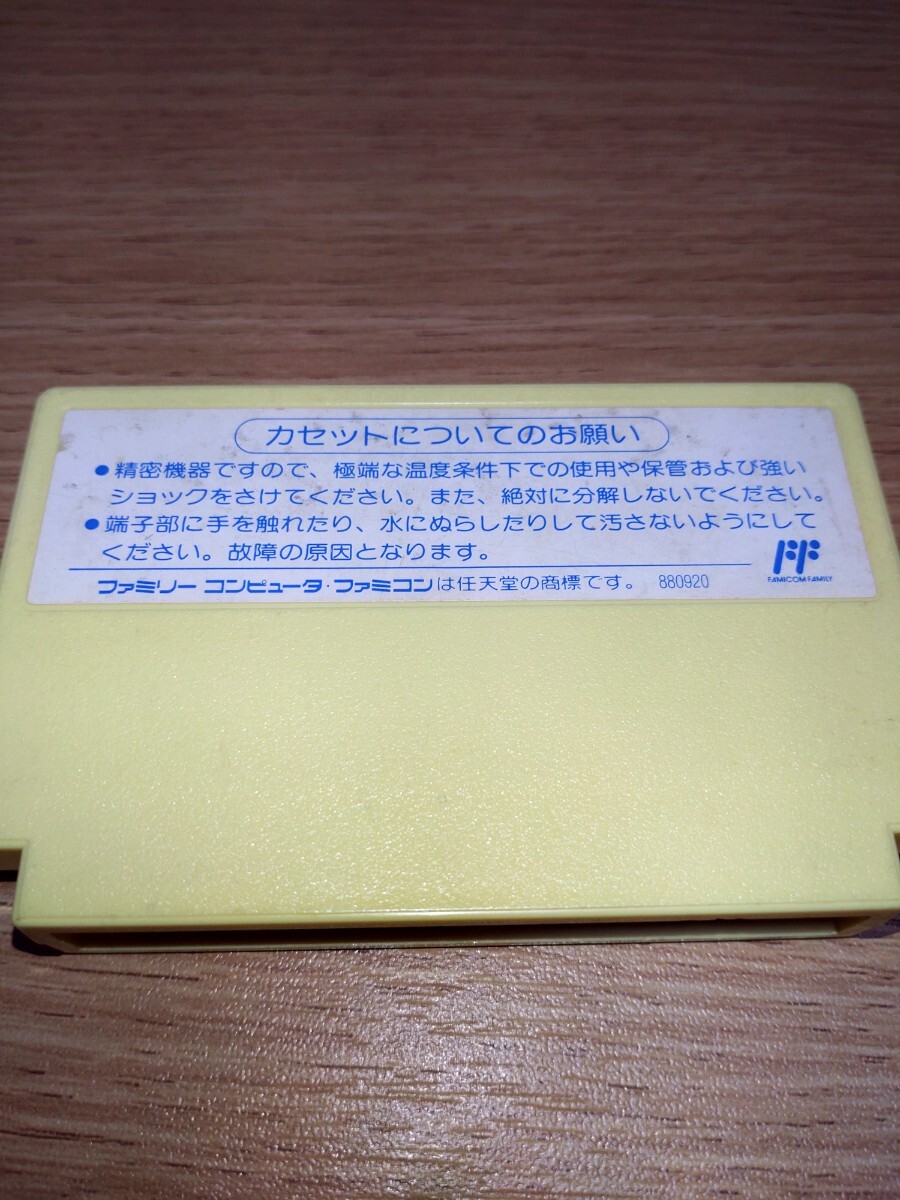 カセットについてのお願い
●精密機器ですので、極端な温度条件下での使用や保管および強い
ショックをさけてください。また、絶対に分解しないでください。
●端子部に手を触れたり、水にぬらしたりして汚さないようにして
ください。故障の原因となります。
ファミリー コンピュータ・ファミコンは任天堂の商標です。 880920
FF
FAMICOM FAMILY